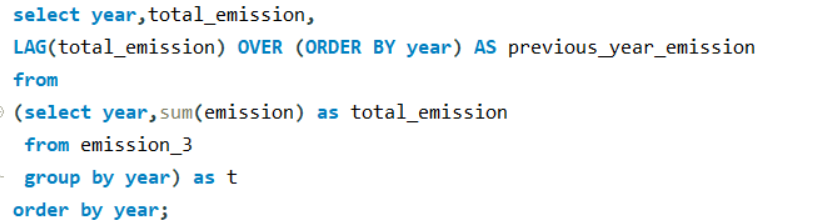 select year,total_emission,
LAG(total_emission) OVER (ORDER BY year) AS previous_year_emission
from
(select year,sum(emission) as total_emission
from emission_3
group by year) as t
order by year;